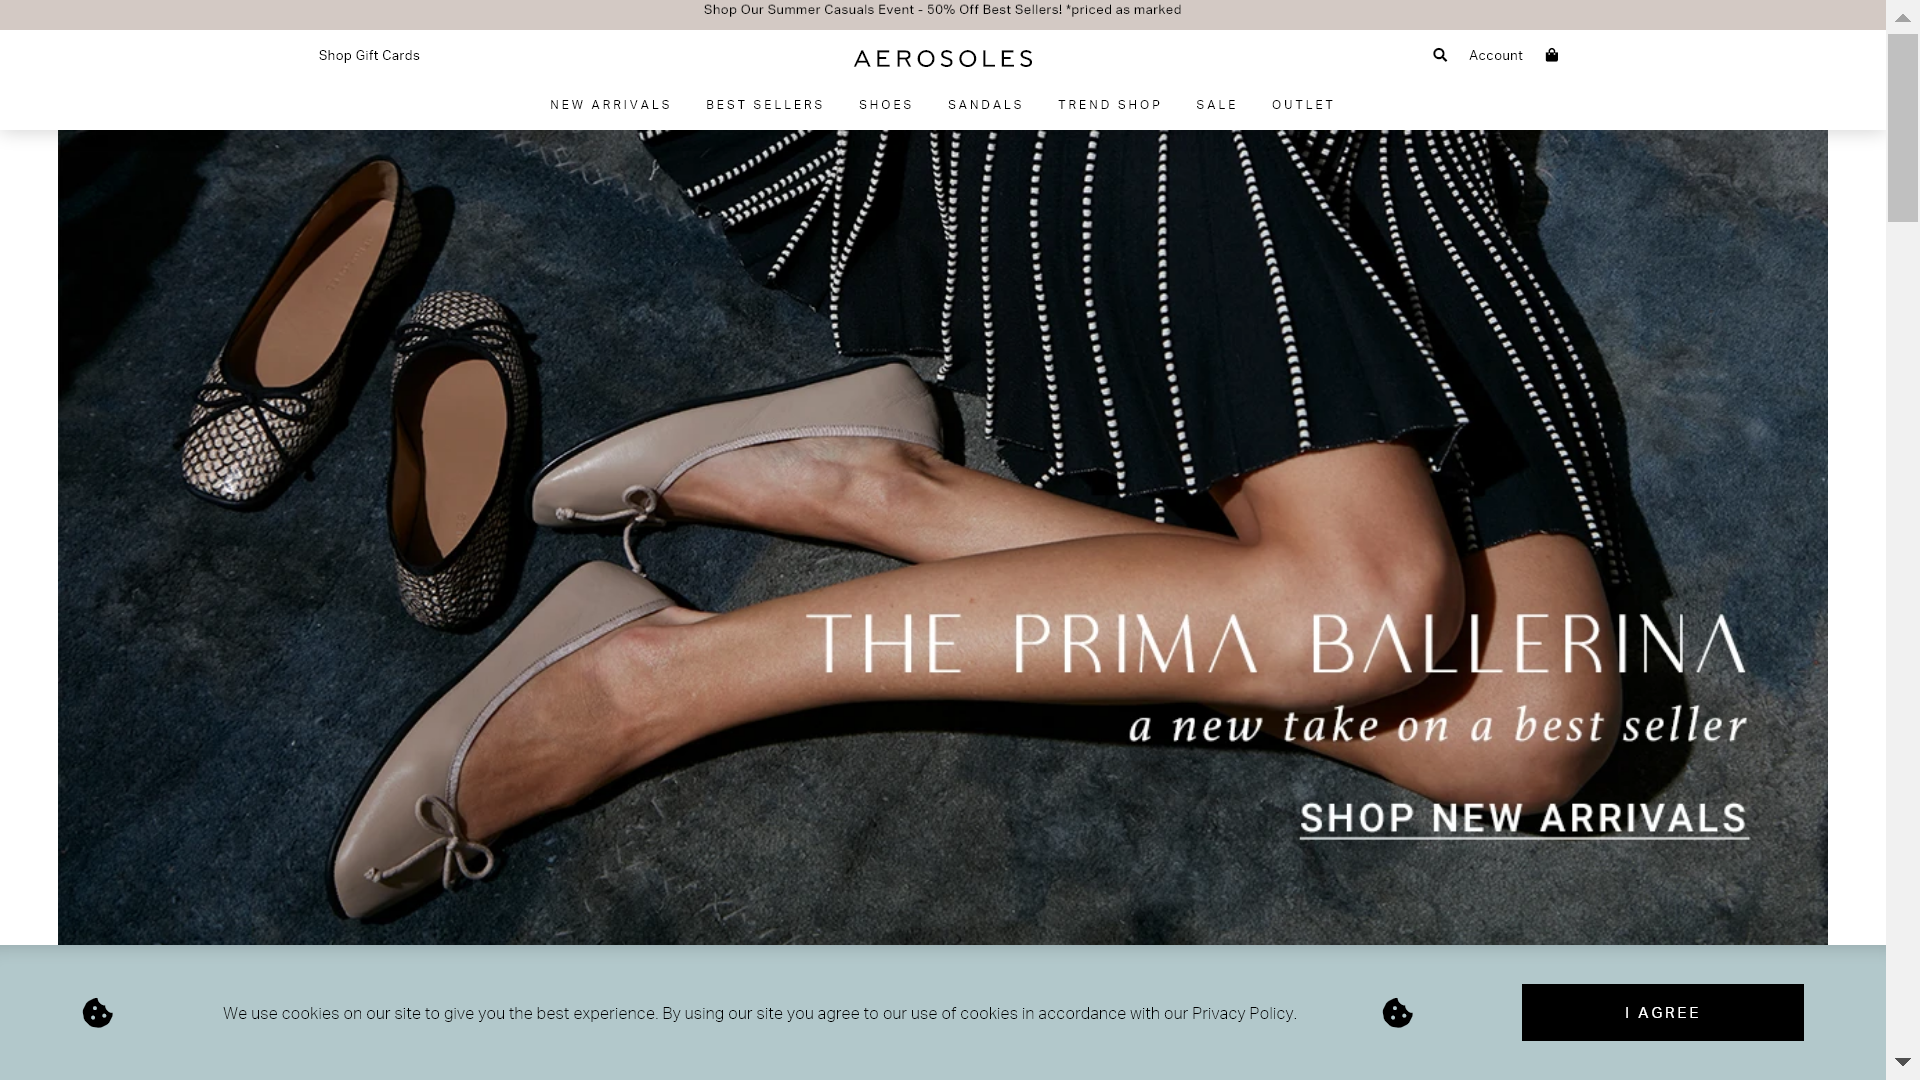 Shop Our Summer Casuals Event - 50% Off Best Sellers! *priced as marked
Shop Gift Cards
AEROSOLES
Account
NEW ARRIVALS
BEST SELLERS
SHOES
SANDALS
TREND SHOP
SALE
OUTLET
THE PRIMA BALLERINA
a new take on a best seller
SHOP NEW ARRIVALS
We use cookies on our site to give you the best experience. By using our site you agree to our use of cookies in accordance with our Privacy Policy.
I AGREE